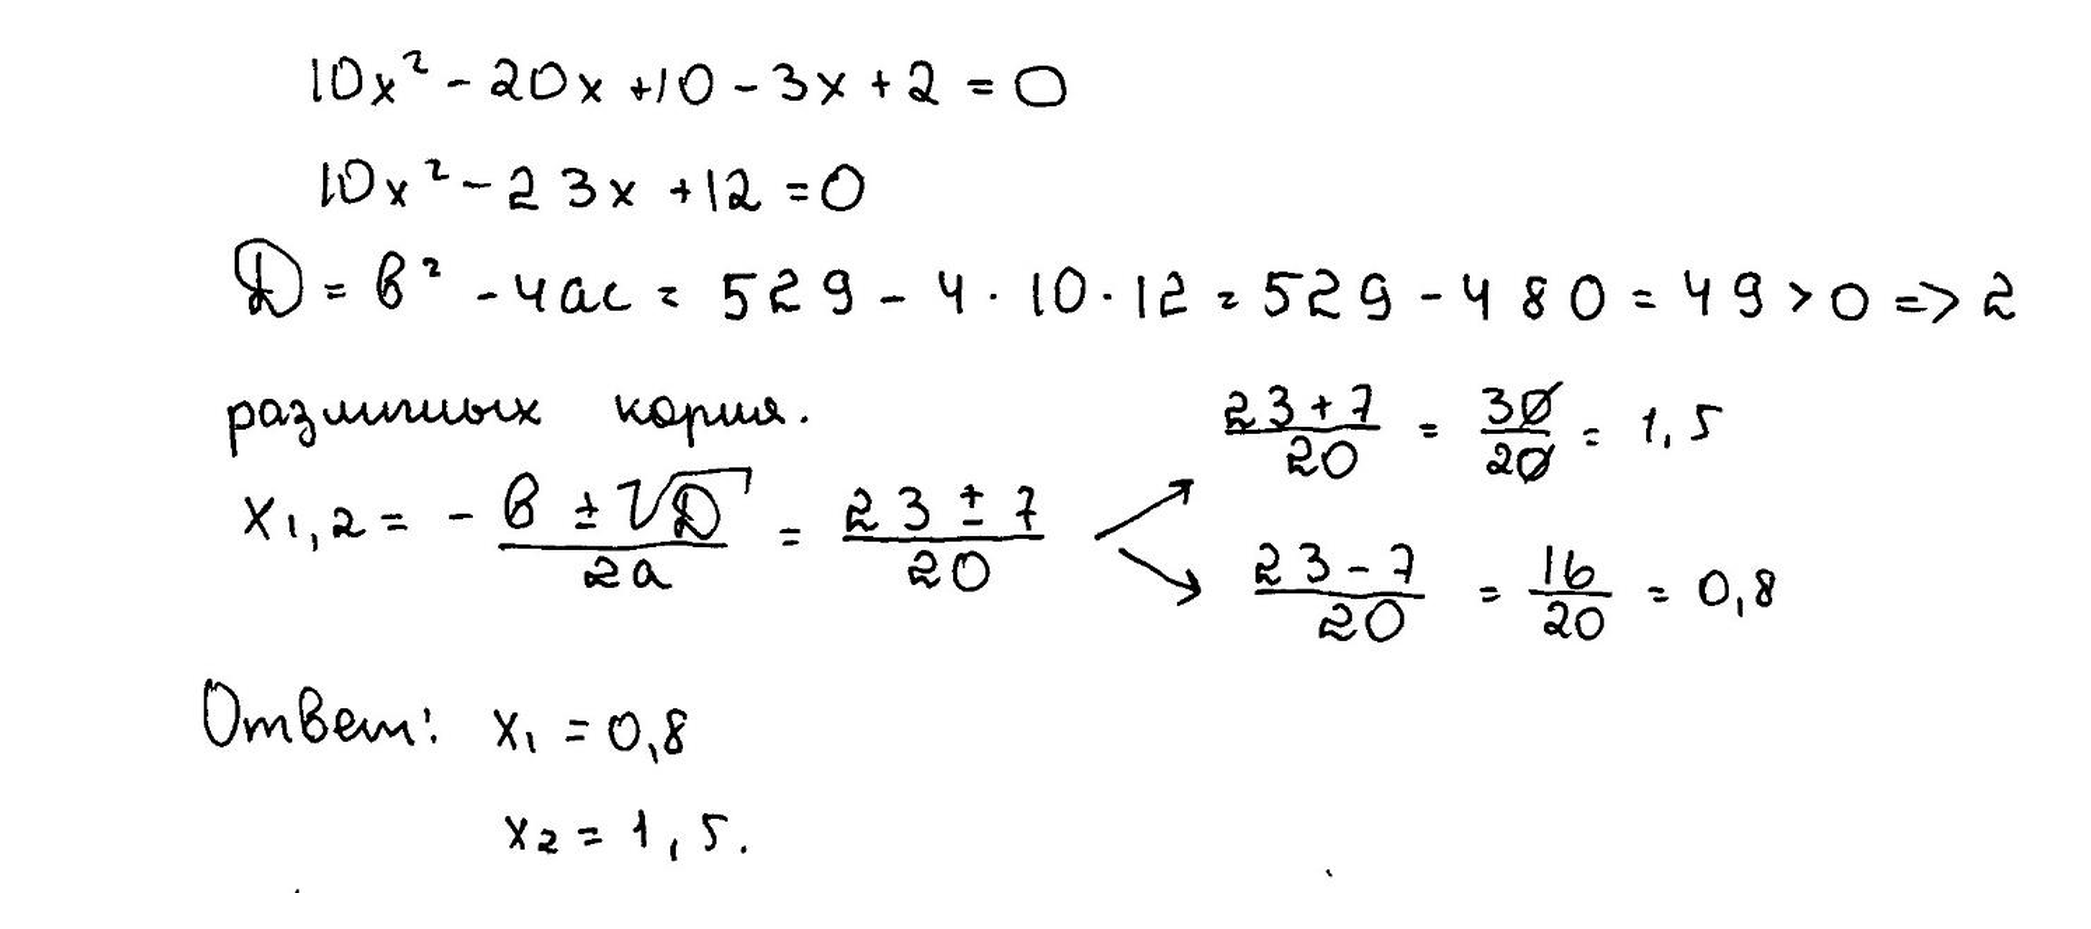 10x² - 20x + 10 - 3x + 2 = 0
10x² - 23x + 12 = 0
D = b² - 4ac = 529 - 4 · 10 · 12 = 529 - 480 = 49 > 0 => 2
различных корня.
x₁,₂ = -b ± √D / 2a = 23 ± 7 / 20
23 + 7 / 20 = 30 / 20 = 1,5
23 - 7 / 20 = 16 / 20 = 0,8
Ответ: x₁ = 0,8
x₂ = 1,5.